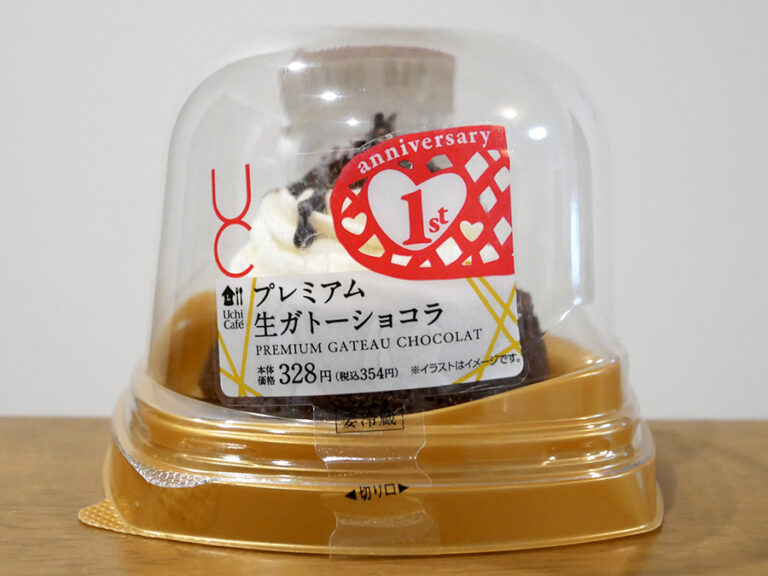 anniversary
1st
UC
Uchi
Café
プレミアム
生ガトーショコラ
PREMIUM GATEAU CHOCOLAT
本体
価格 328円(税込354円) ※イラストはイメージです。
要冷蔵
◀切り口▶